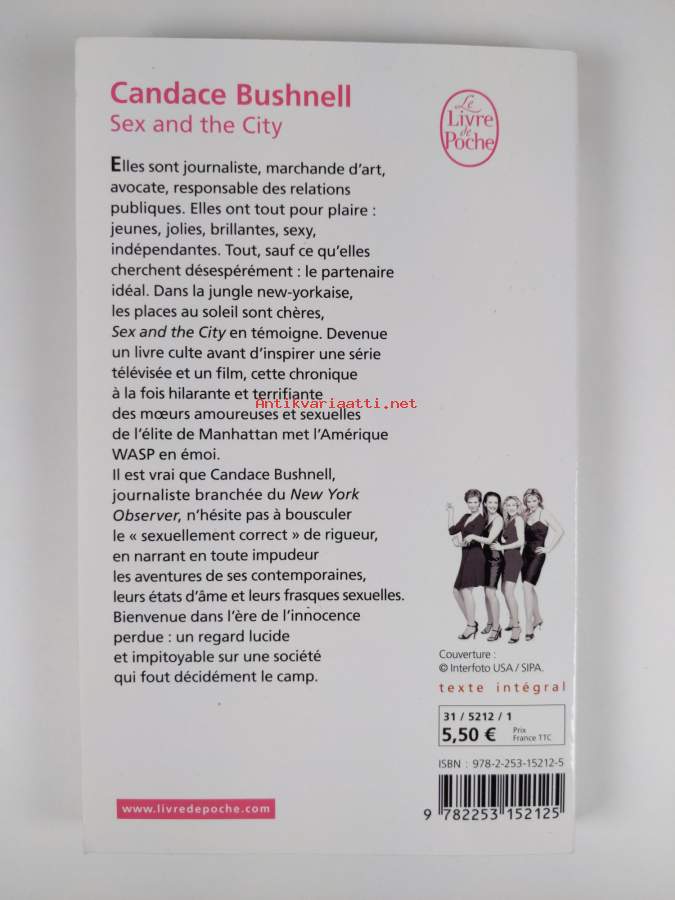 Candace Bushnell
Sex and the City
Le
Livre
de
Poche
Elles sont journaliste, marchande d'art,
avocate, responsable des relations
publiques. Elles ont tout pour plaire :
jeunes, jolies, brillantes, sexy,
indépendantes. Tout, sauf ce qu'elles
cherchent désespérément : le partenaire
idéal. Dans la jungle new-yorkaise,
les places au soleil sont chères,
Sex and the City en témoigne. Devenue
un livre culte avant d'inspirer une série
télévisée et un film, cette chronique
à la fois hilarante et terrifiante
Antikvariaatti.net
des mœurs amoureuses et sexuelles
de l'élite de Manhattan met l'Amérique
WASP en émoi.
Il est vrai que Candace Bushnell,
journaliste branchée du New York
Observer, n'hésite pas à bousculer
le « sexuellement correct » de rigueur,
en narrant en toute impudeur
les aventures de ses contemporaines,
leurs états d'âme et leurs frasques sexuelles.
Bienvenue dans l'ère de l'innocence
perdue : un regard lucide
et impitoyable sur une société
qui fout décidément le camp.
Couverture :
© Interfoto USA / SIPA.
texte intégral
31 / 5212 / 1
5,50 € Prix
France TTC
ISBN : 978-2-253-15212-5
9 782253 152125
www.livredepoche.com